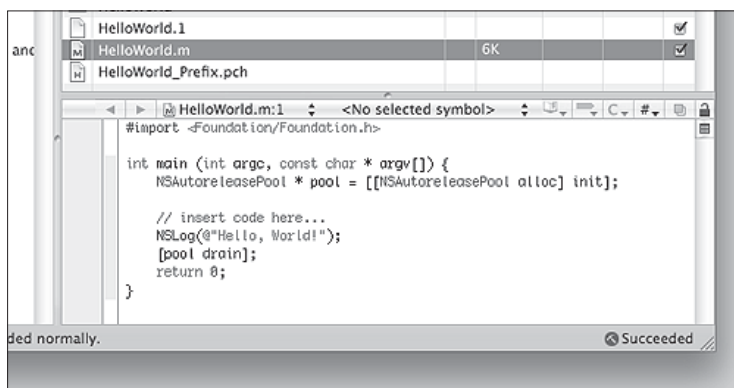 HelloWorld.1
and
HelloWorld.m 6K
HelloWorld_Prefix.pch
HelloWorld.m:1 <No selected symbol> C #
#import <Foundation/Foundation.h>
int main (int argc, const char * argv[]) {
NSAutoreleasePool * pool = [[NSAutoreleasePool alloc] init];
// insert code here...
NSLog(@"Hello, World!");
[pool drain];
return 0;
}
ded normally. Succeeded